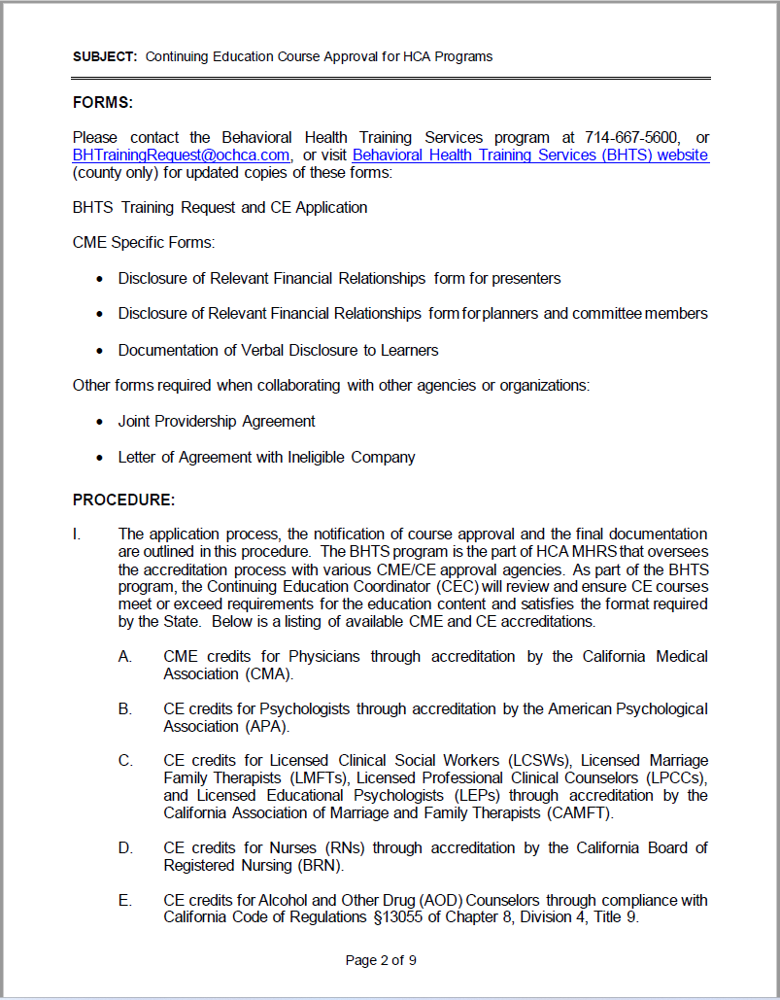 SUBJECT: Continuing Education Course Approval for HCA Programs
FORMS:
Please contact the Behavioral Health Training Services program at 714-667-5600, or
BHTrainingRequest@ochca.com, or visit Behavioral Health Training Services (BHTS) website
(county only) for updated copies of these forms:
BHTS Training Request and CE Application
CME Specific Forms:
• Disclosure of Relevant Financial Relationships form for presenters
• Disclosure of Relevant Financial Relationships form for planners and committee members
• Documentation of Verbal Disclosure to Learners
Other forms required when collaborating with other agencies or organizations:
• Joint Providership Agreement
• Letter of Agreement with Ineligible Company
PROCEDURE:
I. The application process, the notification of course approval and the final documentation
are outlined in this procedure. The BHTS program is the part of HCA MHRS that oversees
the accreditation process with various CME/CE approval agencies. As part of the BHTS
program, the Continuing Education Coordinator (CEC) will review and ensure CE courses
meet or exceed requirements for the education content and satisfies the format required
by the State. Below is a listing of available CME and CE accreditations.
A. CME credits for Physicians through accreditation by the California Medical
Association (CMA).
B. CE credits for Psychologists through accreditation by the American Psychological
Association (APA).
C. CE credits for Licensed Clinical Social Workers (LCSWs), Licensed Marriage
Family Therapists (LMFTs), Licensed Professional Clinical Counselors (LPCCs),
and Licensed Educational Psychologists (LEPs) through accreditation by the
California Association of Marriage and Family Therapists (CAMFT).
D. CE credits for Nurses (RNs) through accreditation by the California Board of
Registered Nursing (BRN).
E. CE credits for Alcohol and Other Drug (AOD) Counselors through compliance with
California Code of Regulations §13055 of Chapter 8, Division 4, Title 9.
Page 2 of 9